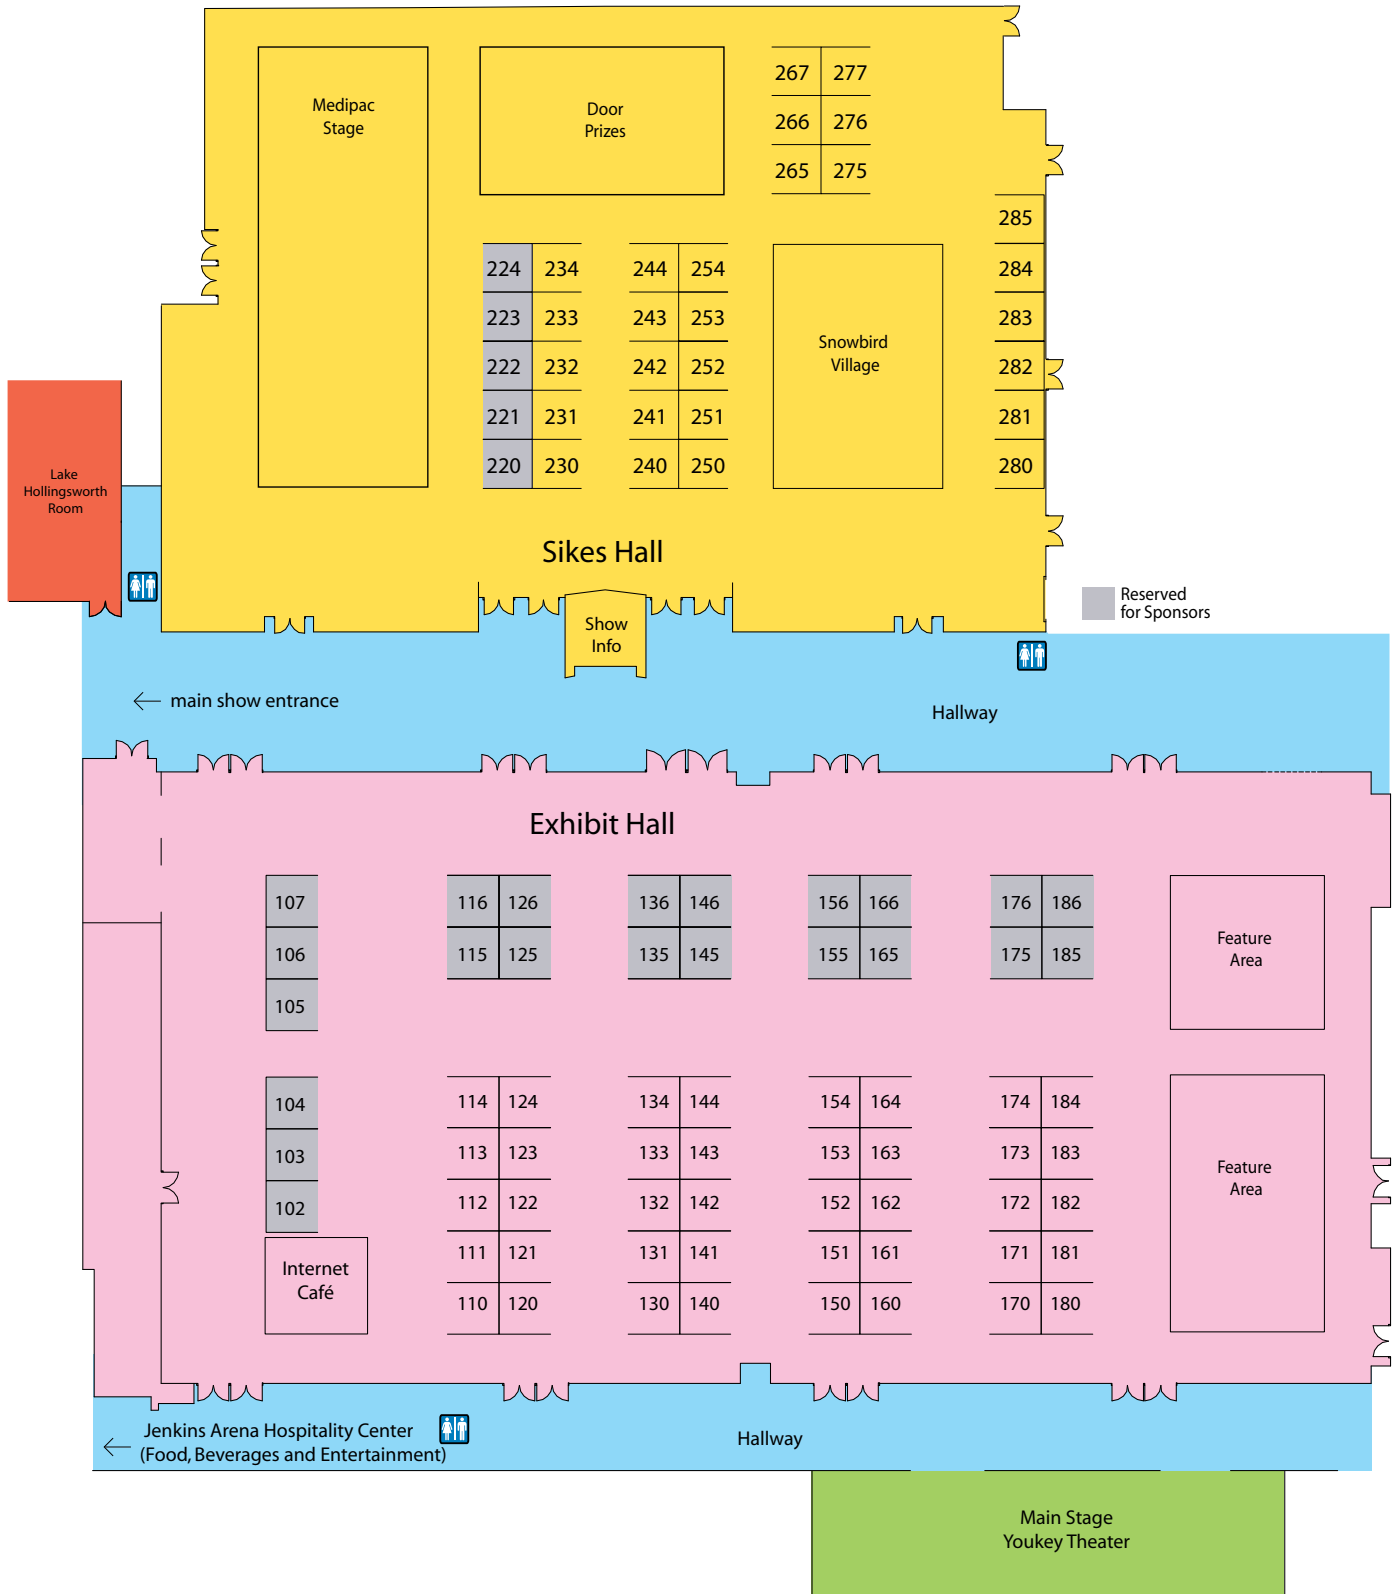 Medipac
Stage
Door
Prizes
267 277
266 276
265 275
285
224 234 244 254 284
223 233 243 253 283
Snowbird
Village
222 232 242 252 282
221 231 241 251 281
220 230 240 250 280
Lake
Hollingsworth
Room
Sikes Hall
Show
Info
Reserved
for Sponsors
main show entrance
Hallway
Exhibit Hall
107 116 126 136 146 156 166 176 186
106 115 125 135 145 155 165 175 185
Feature
Area
105
104 114 124 134 144 154 164 174 184
103 113 123 133 143 153 163 173 183
Feature
Area
102 112 122 132 142 152 162 172 182
111 121 131 141 151 161 171 181
Internet
Café
110 120 130 140 150 160 170 180
Jenkins Arena Hospitality Center
(Food, Beverages and Entertainment)
Hallway
Main Stage
Youkey Theater